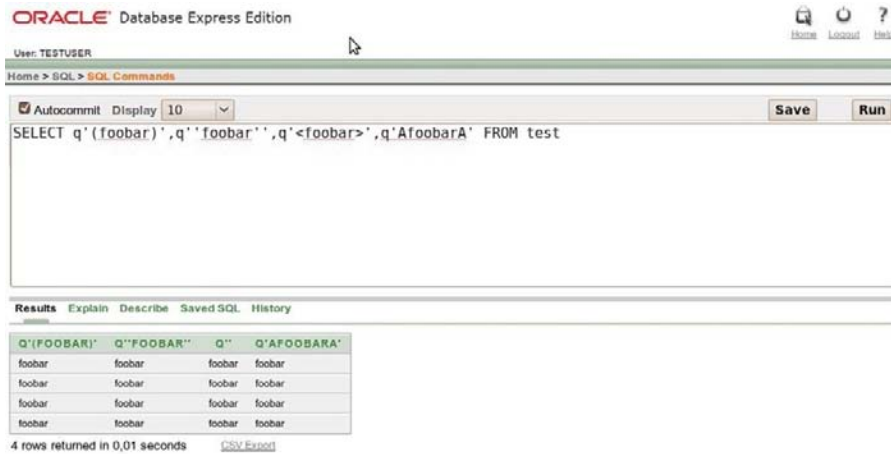 ORACLE Database Express Edition
Home Logout Help
User: TESTUSER
Home > SQL > SQL Commands
Autocommit Display 10
Save Run
SELECT q'(foobar)',q''foobar'',q'<foobar>',q'AfoobarA' FROM test
Results Explain Describe Saved SQL History
Q'(FOOBAR)' Q''FOOBAR'' Q'' Q'AFOOBARA'
foobar foobar foobar foobar
foobar foobar foobar foobar
foobar foobar foobar foobar
foobar foobar foobar foobar
4 rows returned in 0,01 seconds CSV Export